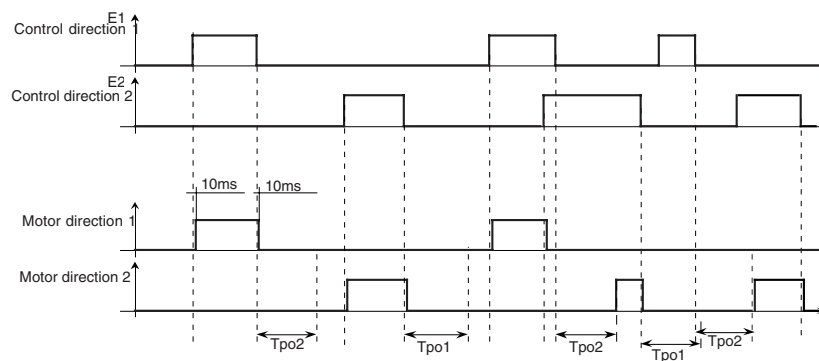 E1
Control direction 1
E2
Control direction 2
10ms
10ms
Motor direction 1
Motor direction 2
Tpo2
Tpo1
Tpo2
Tpo1
Tpo2